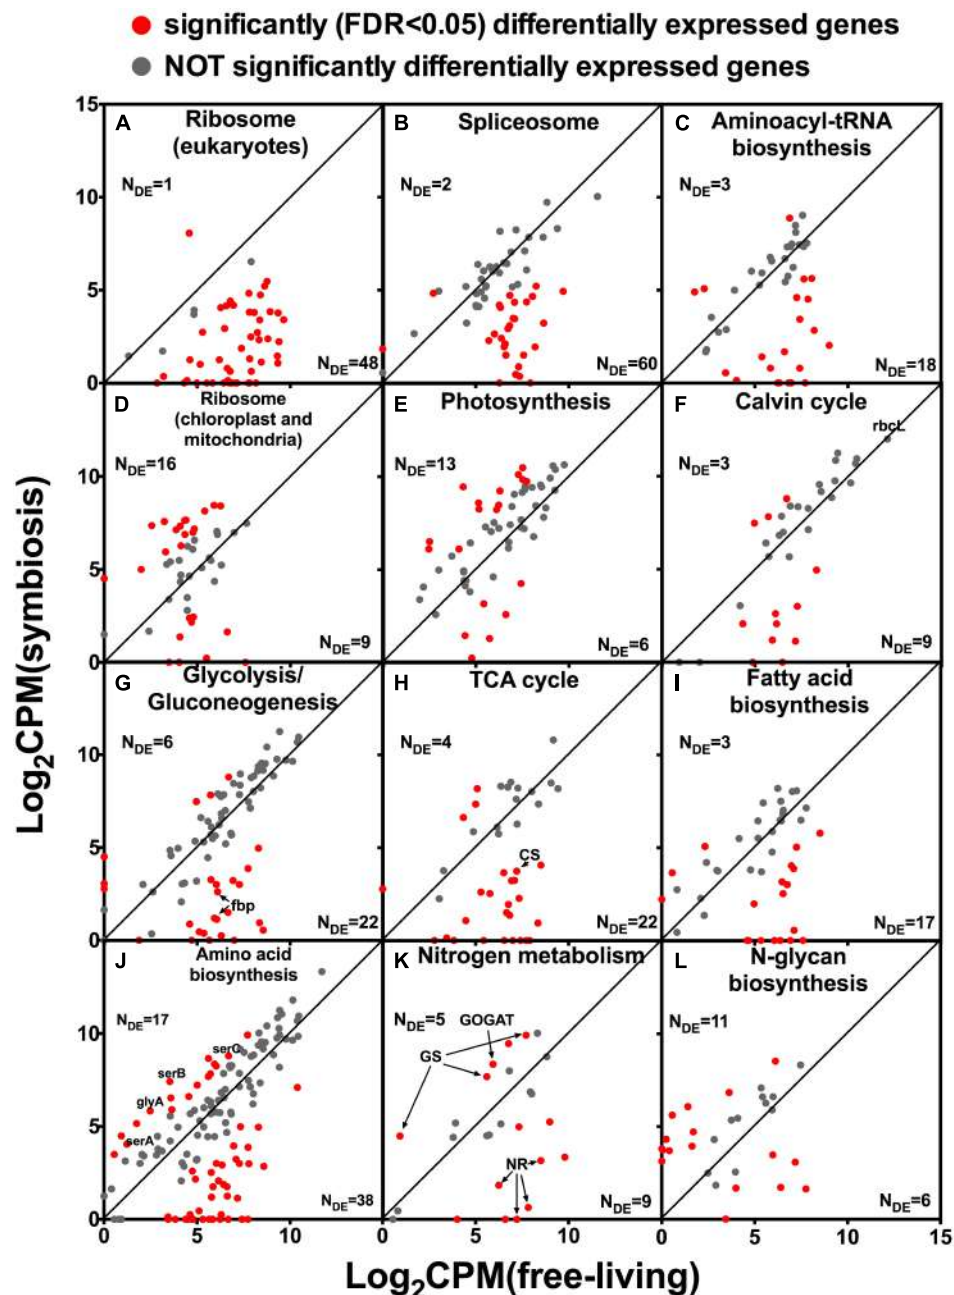 significantly (FDR<0.05) differentially expressed genes
NOT significantly differentially expressed genes
Log₂CPM(symbiosis)
15
10
5
0
A
Ribosome
(eukaryotes)
N_DE=1
N_DE=48
B
Spliceosome
N_DE=2
N_DE=60
C
Aminoacyl-tRNA
biosynthesis
N_DE=3
N_DE=18
10
5
0
D
Ribosome
(chloroplast and
mitochondria)
N_DE=16
N_DE=9
E
Photosynthesis
N_DE=13
N_DE=6
F
Calvin cycle
rbcL
N_DE=3
N_DE=9
10
5
0
G
Glycolysis/
Gluconeogenesis
N_DE=6
fbp
N_DE=22
H
TCA cycle
N_DE=4
CS
N_DE=22
I
Fatty acid
biosynthesis
N_DE=3
N_DE=17
10
5
0
J
Amino acid
biosynthesis
N_DE=17
serC
serB
glyA
serA
N_DE=38
K
Nitrogen metabolism
N_DE=5
GOGAT
GS
NR
N_DE=9
L
N-glycan
biosynthesis
N_DE=11
N_DE=6
0 5 10
0 5 10
0 5 10 15
Log₂CPM(free-living)